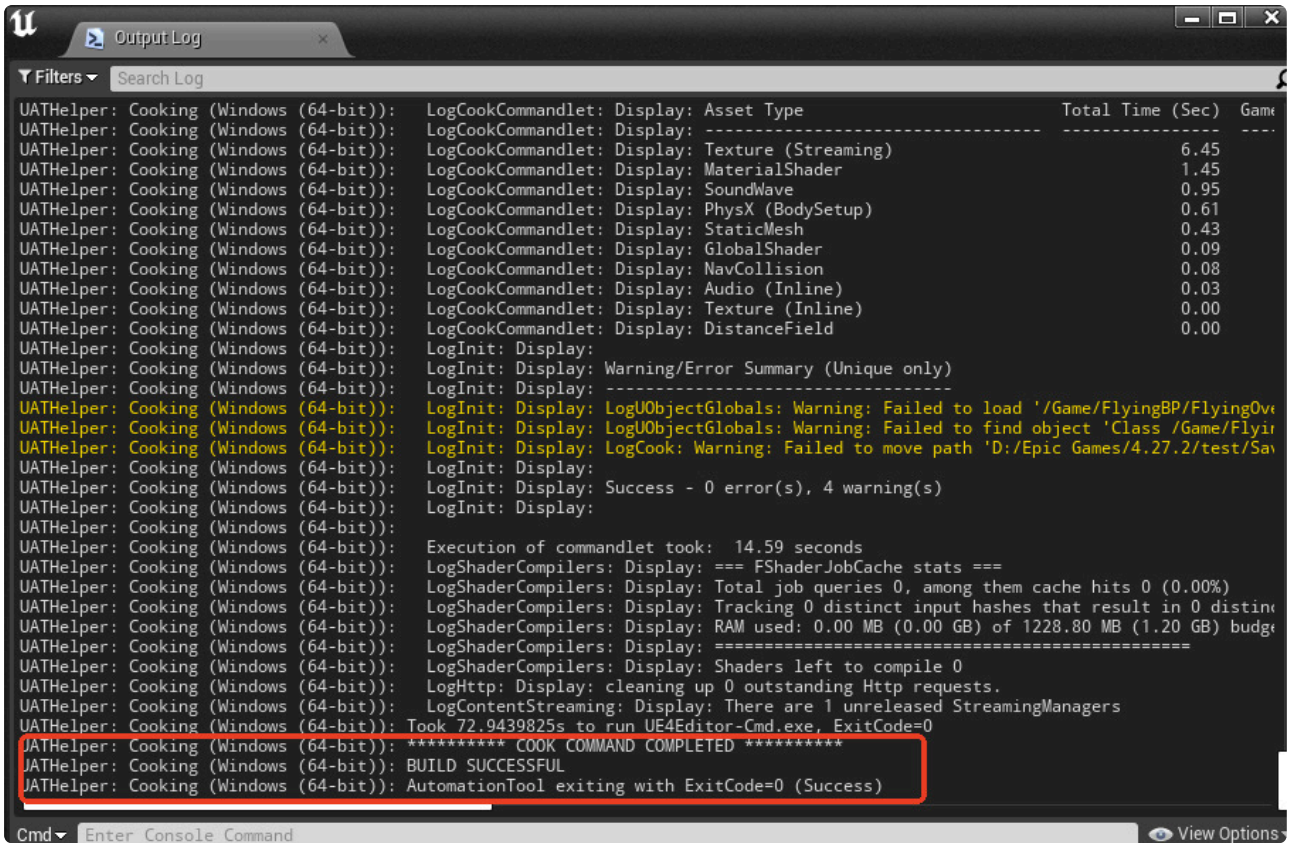 Output Log
Filters Search Log
UATHelper: Cooking (Windows (64-bit)): LogCookCommandlet: Display: Asset Type Total Time (Sec) Game
UATHelper: Cooking (Windows (64-bit)): LogCookCommandlet: Display: ---------------------------------- ---------------- ----
UATHelper: Cooking (Windows (64-bit)): LogCookCommandlet: Display: Texture (Streaming) 6.45
UATHelper: Cooking (Windows (64-bit)): LogCookCommandlet: Display: MaterialShader 1.45
UATHelper: Cooking (Windows (64-bit)): LogCookCommandlet: Display: SoundWave 0.95
UATHelper: Cooking (Windows (64-bit)): LogCookCommandlet: Display: PhysX (BodySetup) 0.61
UATHelper: Cooking (Windows (64-bit)): LogCookCommandlet: Display: StaticMesh 0.43
UATHelper: Cooking (Windows (64-bit)): LogCookCommandlet: Display: GlobalShader 0.09
UATHelper: Cooking (Windows (64-bit)): LogCookCommandlet: Display: NavCollision 0.08
UATHelper: Cooking (Windows (64-bit)): LogCookCommandlet: Display: Audio (Inline) 0.03
UATHelper: Cooking (Windows (64-bit)): LogCookCommandlet: Display: Texture (Inline) 0.00
UATHelper: Cooking (Windows (64-bit)): LogCookCommandlet: Display: DistanceField 0.00
UATHelper: Cooking (Windows (64-bit)): LogInit: Display:
UATHelper: Cooking (Windows (64-bit)): LogInit: Display: Warning/Error Summary (Unique only)
UATHelper: Cooking (Windows (64-bit)): LogInit: Display: -----------------------------------
UATHelper: Cooking (Windows (64-bit)): LogInit: Display: LogUObjectGlobals: Warning: Failed to load '/Game/FlyingBP/FlyingOve
UATHelper: Cooking (Windows (64-bit)): LogInit: Display: LogUObjectGlobals: Warning: Failed to find object 'Class /Game/Flyin
UATHelper: Cooking (Windows (64-bit)): LogInit: Display: LogCook: Warning: Failed to move path 'D:/Epic Games/4.27.2/test/Sav
UATHelper: Cooking (Windows (64-bit)): LogInit: Display:
UATHelper: Cooking (Windows (64-bit)): LogInit: Display: Success - 0 error(s), 4 warning(s)
UATHelper: Cooking (Windows (64-bit)): LogInit: Display:
UATHelper: Cooking (Windows (64-bit)):
UATHelper: Cooking (Windows (64-bit)): Execution of commandlet took: 14.59 seconds
UATHelper: Cooking (Windows (64-bit)): LogShaderCompilers: Display: === FShaderJobCache stats ===
UATHelper: Cooking (Windows (64-bit)): LogShaderCompilers: Display: Total job queries 0, among them cache hits 0 (0.00%)
UATHelper: Cooking (Windows (64-bit)): LogShaderCompilers: Display: Tracking 0 distinct input hashes that result in 0 distinc
UATHelper: Cooking (Windows (64-bit)): LogShaderCompilers: Display: RAM used: 0.00 MB (0.00 GB) of 1228.80 MB (1.20 GB) budge
UATHelper: Cooking (Windows (64-bit)): LogShaderCompilers: Display: ================================================
UATHelper: Cooking (Windows (64-bit)): LogShaderCompilers: Display: Shaders left to compile 0
UATHelper: Cooking (Windows (64-bit)): LogHttp: Display: cleaning up 0 outstanding Http requests.
UATHelper: Cooking (Windows (64-bit)): LogContentStreaming: Display: There are 1 unreleased StreamingManagers
UATHelper: Cooking (Windows (64-bit)): Took 72.9439825s to run UE4Editor-Cmd.exe, ExitCode=0
UATHelper: Cooking (Windows (64-bit)): ********** COOK COMMAND COMPLETED **********
UATHelper: Cooking (Windows (64-bit)): BUILD SUCCESSFUL
UATHelper: Cooking (Windows (64-bit)): AutomationTool exiting with ExitCode=0 (Success)
Cmd Enter Console Command View Options